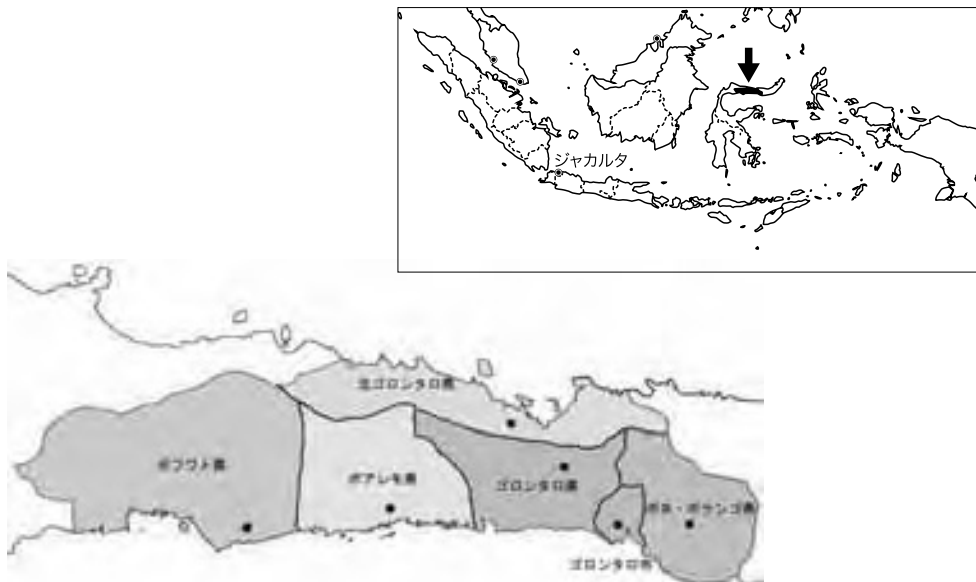 ジャカルタ
北ゴロンタロ県
ポフワト県
ボアレモ県
ゴロンタロ県
ボネ・ボランゴ県
ゴロンタロ市